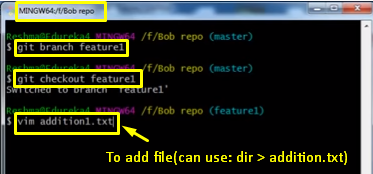 MINGW64:/f/Bob repo
Reshma@Edureka4 MINGW64 /f/Bob repo (master)
$ git branch feature1
Reshma@Edureka4 MINGW64 /f/Bob repo (master)
$ git checkout feature1
Switched to branch 'feature1'
Reshma@Edureka4 MINGW64 /f/Bob repo (feature1)
$ vim addition1.txt
To add file(can use: dir > addition.txt)